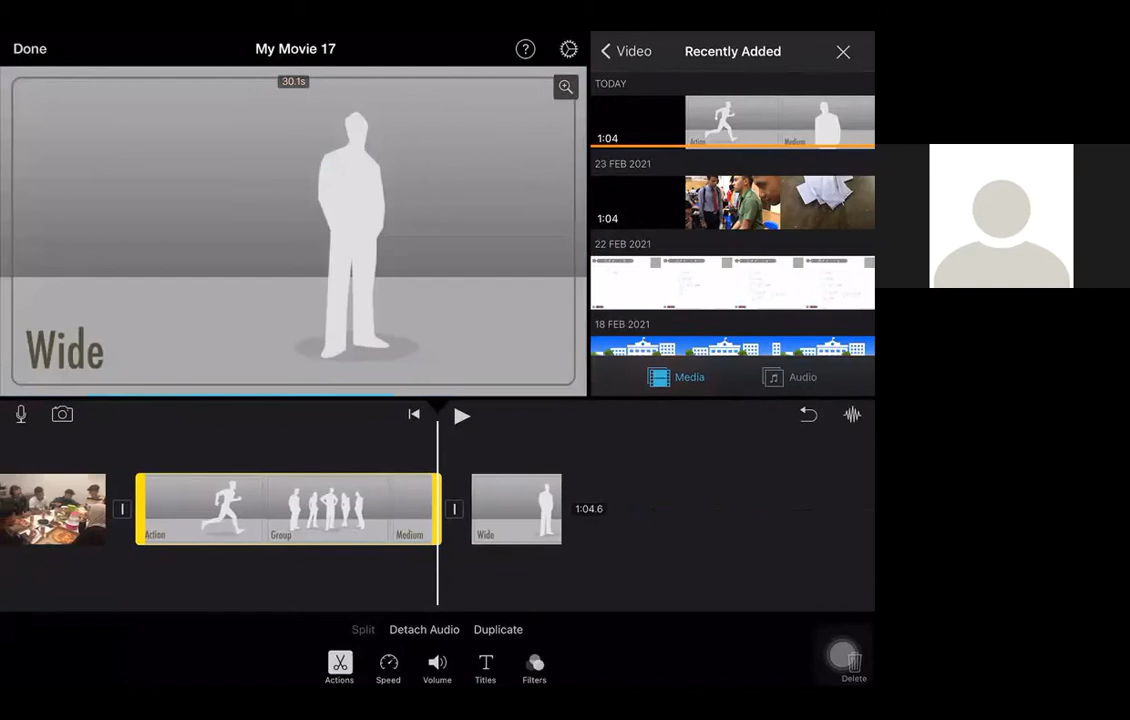 Done
My Movie 17
?
Video
Recently Added
30.1s
TODAY
1:04
Action
Medium
23 FEB 2021
1:04
22 FEB 2021
18 FEB 2021
Wide
Media
Audio
Action
Group
Medium
Wide
1:04.6
Split
Detach Audio
Duplicate
Actions
Speed
Volume
T
Titles
Filters
Delete